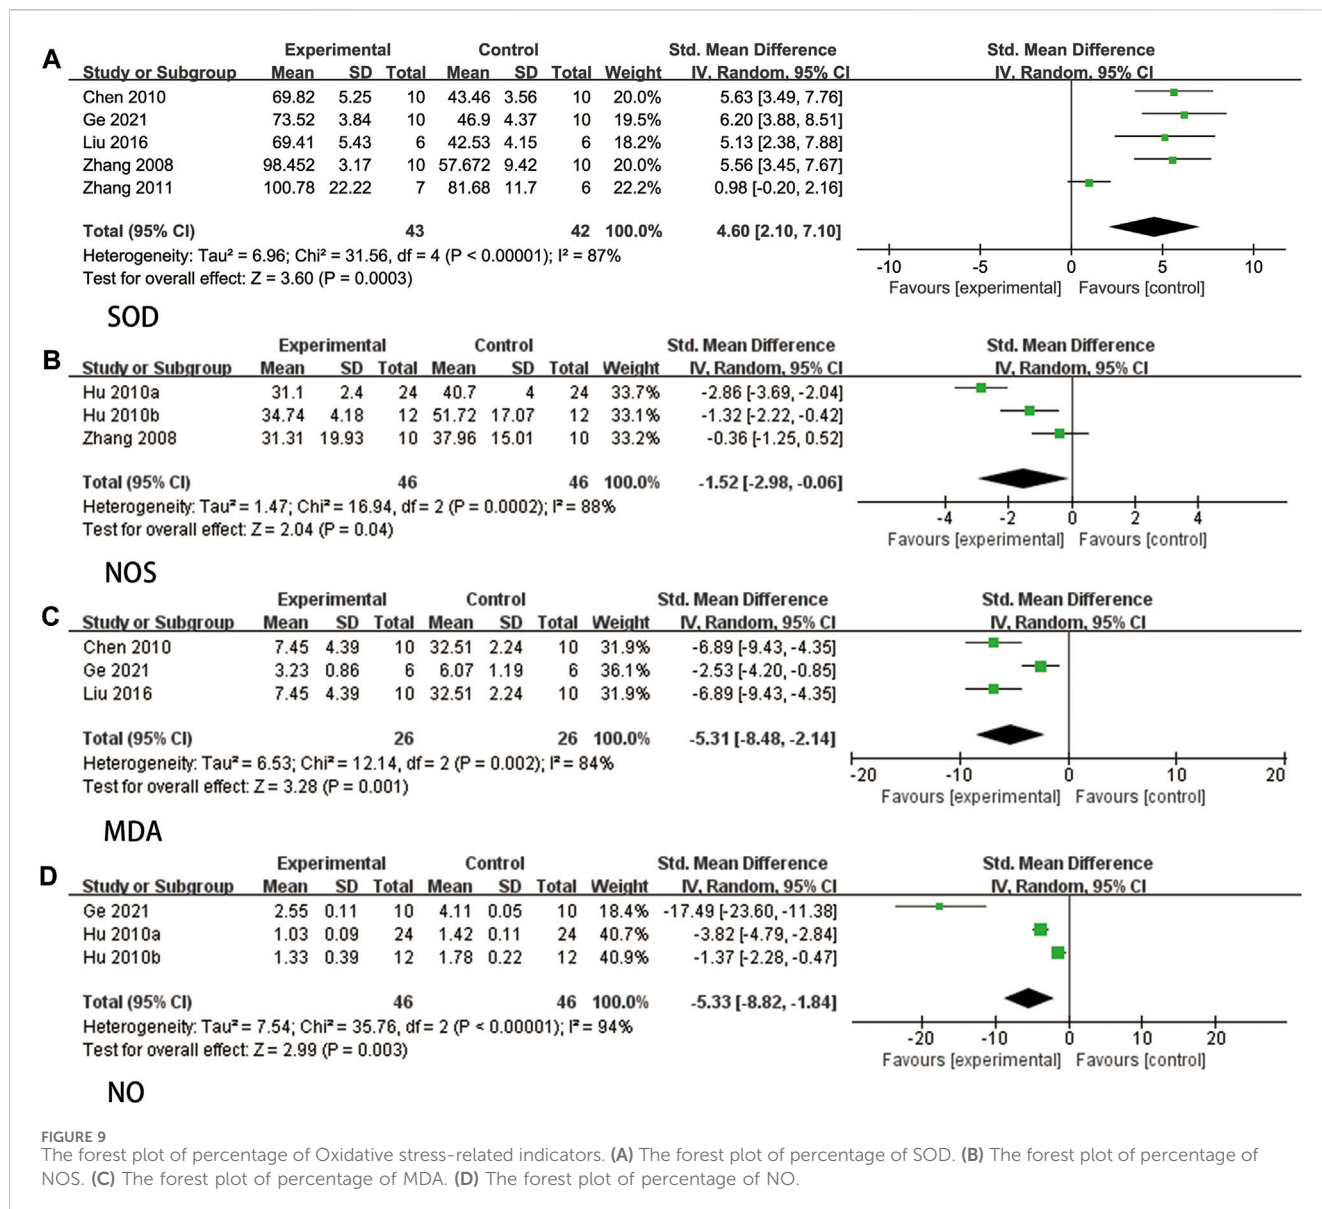 A
Experimental Control Std. Mean Difference Std. Mean Difference
Study or Subgroup Mean SD Total Mean SD Total Weight IV, Random, 95% CI IV, Random, 95% CI
Chen 2010 69.82 5.25 10 43.46 3.56 10 20.0% 5.63 [3.49, 7.76]
Ge 2021 73.52 3.84 10 46.9 4.37 10 19.5% 6.20 [3.88, 8.51]
Liu 2016 69.41 5.43 6 42.53 4.15 6 18.2% 5.13 [2.38, 7.88]
Zhang 2008 98.452 3.17 10 57.672 9.42 10 20.0% 5.56 [3.45, 7.67]
Zhang 2011 100.78 22.22 7 81.68 11.7 6 22.2% 0.98 [-0.20, 2.16]
Total (95% CI) 43 42 100.0% 4.60 [2.10, 7.10]
Heterogeneity: Tau² = 6.96; Chi² = 31.56, df = 4 (P < 0.00001); I² = 87%
Test for overall effect: Z = 3.60 (P = 0.0003)
-10 -5 0 5 10
Favours [experimental] Favours [control]
SOD
B
Experimental Control Std. Mean Difference Std. Mean Difference
Study or Subgroup Mean SD Total Mean SD Total Weight IV, Random, 95% CI IV, Random, 95% CI
Hu 2010a 31.1 2.4 24 40.7 4 24 33.7% -2.86 [-3.69, -2.04]
Hu 2010b 34.74 4.18 12 51.72 17.07 12 33.1% -1.32 [-2.22, -0.42]
Zhang 2008 31.31 19.93 10 37.96 15.01 10 33.2% -0.36 [-1.25, 0.52]
Total (95% CI) 46 46 100.0% -1.52 [-2.98, -0.06]
Heterogeneity: Tau² = 1.47; Chi² = 16.94, df = 2 (P = 0.0002); I² = 88%
Test for overall effect: Z = 2.04 (P = 0.04)
-4 -2 0 2 4
Favours [experimental] Favours [control]
NOS
C
Experimental Control Std. Mean Difference Std. Mean Difference
Study or Subgroup Mean SD Total Mean SD Total Weight IV, Random, 95% CI IV, Random, 95% CI
Chen 2010 7.45 4.39 10 32.51 2.24 10 31.9% -6.89 [-9.43, -4.35]
Ge 2021 3.23 0.86 6 6.07 1.19 6 36.1% -2.53 [-4.20, -0.85]
Liu 2016 7.45 4.39 10 32.51 2.24 10 31.9% -6.89 [-9.43, -4.35]
Total (95% CI) 26 26 100.0% -5.31 [-8.48, -2.14]
Heterogeneity: Tau² = 6.53; Chi² = 12.14, df = 2 (P = 0.002); I² = 84%
Test for overall effect: Z = 3.28 (P = 0.001)
-20 -10 0 10 20
Favours [experimental] Favours [control]
MDA
D
Experimental Control Std. Mean Difference Std. Mean Difference
Study or Subgroup Mean SD Total Mean SD Total Weight IV, Random, 95% CI IV, Random, 95% CI
Ge 2021 2.55 0.11 10 4.11 0.05 10 18.4% -17.49 [-23.60, -11.38]
Hu 2010a 1.03 0.09 24 1.42 0.11 24 40.7% -3.82 [-4.79, -2.84]
Hu 2010b 1.33 0.39 12 1.78 0.22 12 40.9% -1.37 [-2.28, -0.47]
Total (95% CI) 46 46 100.0% -5.33 [-8.82, -1.84]
Heterogeneity: Tau² = 7.54; Chi² = 35.76, df = 2 (P < 0.00001); I² = 94%
Test for overall effect: Z = 2.99 (P = 0.003)
-20 -10 0 10 20
Favours [experimental] Favours [control]
NO
FIGURE 9
The forest plot of percentage of Oxidative stress-related indicators. (A) The forest plot of percentage of SOD. (B) The forest plot of percentage of
NOS. (C) The forest plot of percentage of MDA. (D) The forest plot of percentage of NO.